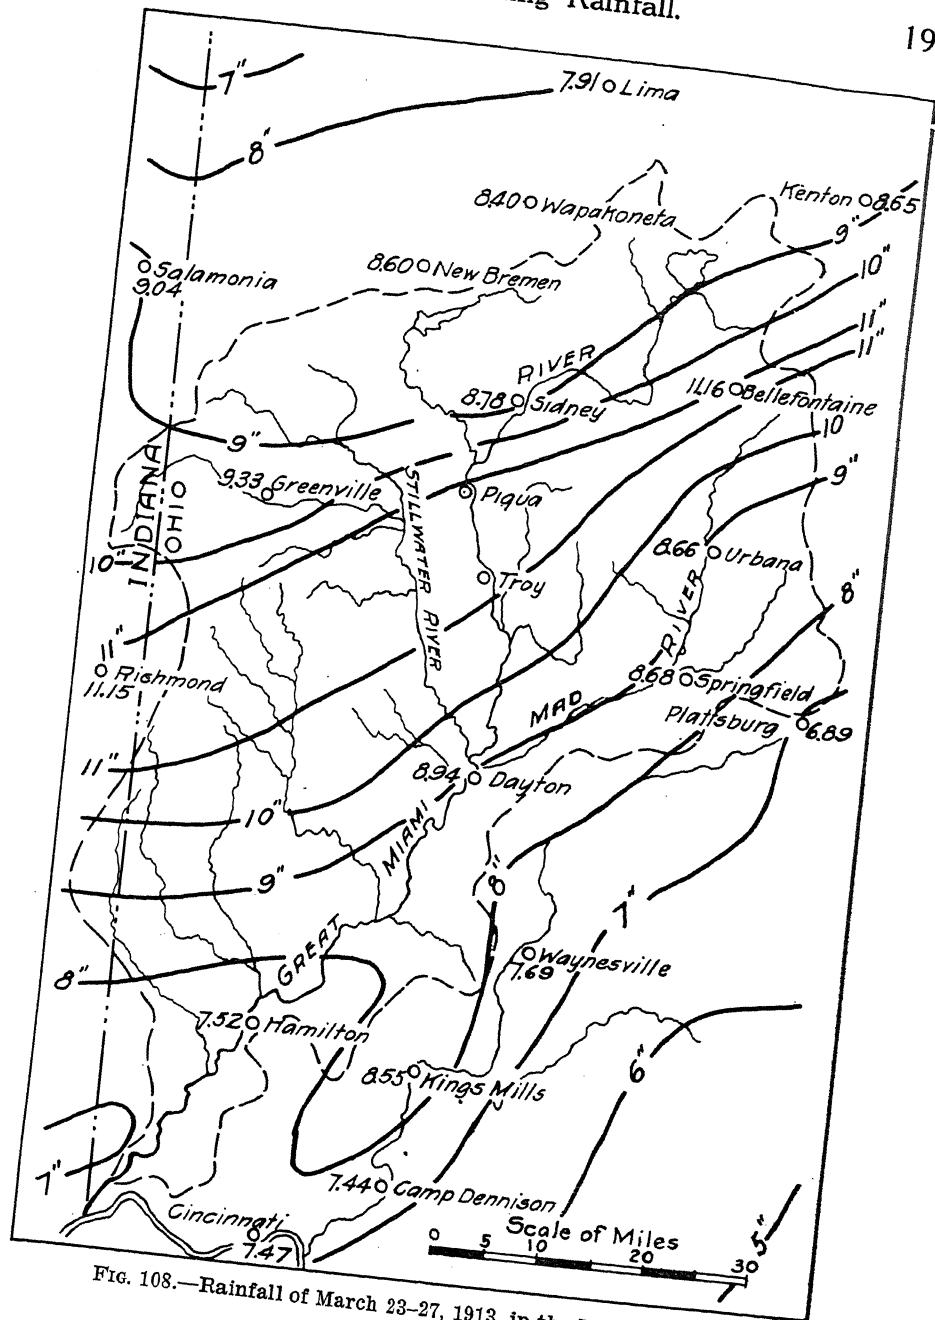 Rainfall.
19
7"
7.91 Lima
8"
Kenton 8.65
8.40 Wapakoneta
9"
Salamonia
9.04
8.60 New Bremen
10"
11"
11"
RIVER
8.78 Sidney
11.16 Bellefontaine
9"
10
9"
INDIANA
OHIO
9.33 Greenville
STILLWATER RIVER
Piqua
10"
8.66 Urbana
Troy
8"
RIVER
11"
Richmond
11.15
8.68 Springfield
MAD
Plattsburg 6.89
11"
8.94 Dayton
10"
MIAMI
9"
8"
7"
GREAT
8"
Waynesville
7.69
7.52 Hamilton
6"
8.55 Kings Mills
7"
7.44 Camp Dennison
Cincinnati
7.47
Scale of Miles
0 5 10 20 30
5"
FIG. 108.—Rainfall of March 23–27, 1913, in the